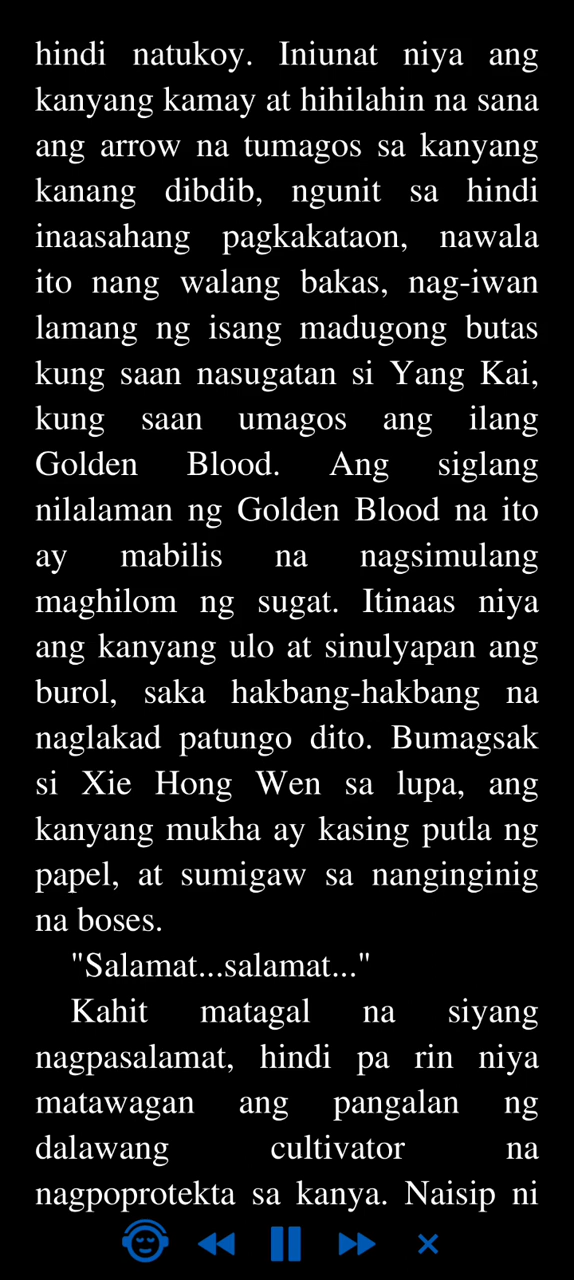 hindi natukoy. Iniunat niya ang
kanyang kamay at hihilahin na sana
ang arrow na tumagos sa kanyang
kanang dibdib, ngunit sa hindi
inaasahang pagkakataon, nawala
ito nang walang bakas, nag-iwan
lamang ng isang madugong butas
kung saan nasugatan si Yang Kai,
kung saan umagos ang ilang
Golden Blood. Ang siglang
nilalaman ng Golden Blood na ito
ay mabilis na nagsimulang
maghilom ng sugat. Itinaas niya
ang kanyang ulo at sinulyapan ang
burol, saka hakbang-hakbang na
naglakad patungo dito. Bumagsak
si Xie Hong Wen sa lupa, ang
kanyang mukha ay kasing putla ng
papel, at sumigaw sa nanginginig
na boses.
"Salamat...salamat..."
Kahit matagal na siyang
nagpasalamat, hindi pa rin niya
matawagan ang pangalan ng
dalawang cultivator na
nagpoprotekta sa kanya. Naisip ni